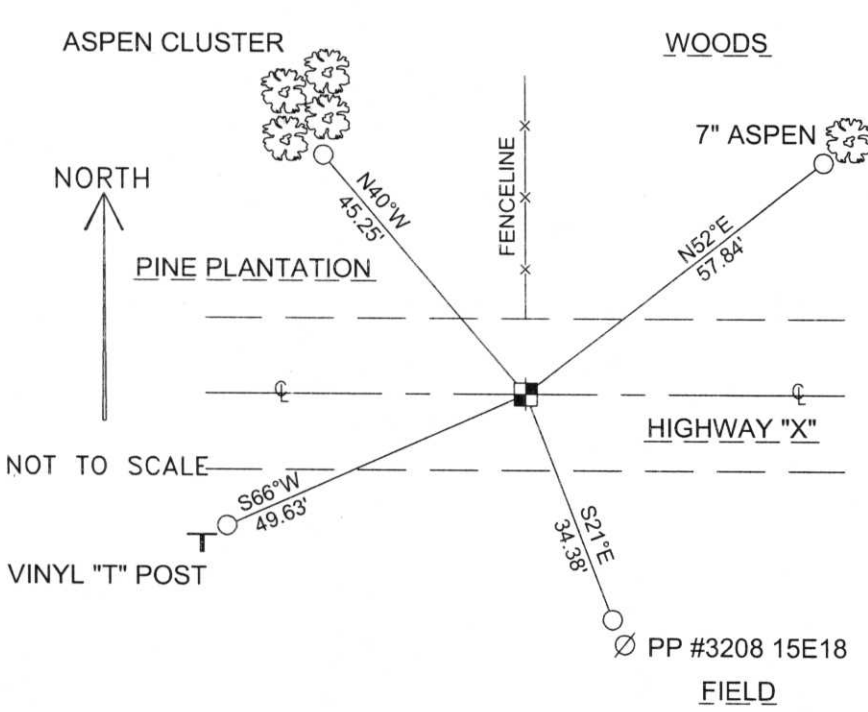 ASPEN CLUSTER
WOODS
7" ASPEN
NORTH
N40°W
45.25'
FENCELINE
N52°E
57.84'
PINE PLANTATION
℄
℄
HIGHWAY "X"
NOT TO SCALE
S66°W
49.63'
S21°E
34.38'
VINYL "T" POST
PP #3208 15E18
FIELD